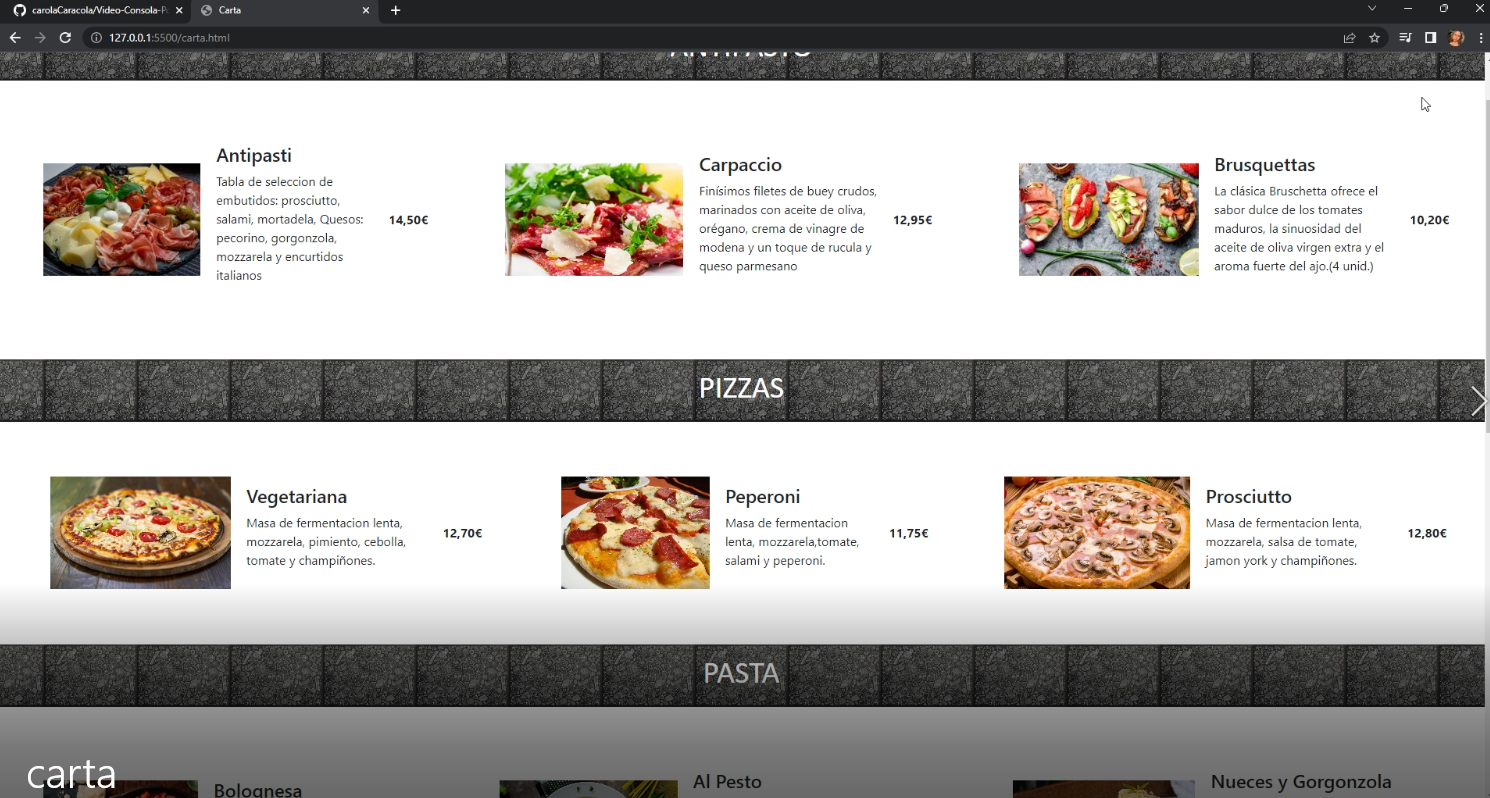 carolaCaracola/Video-Consola-P
Carta
127.0.0.1:5500/carta.html
ANTIPASTO
Antipasti
Tabla de seleccion de
embutidos: prosciutto,
salami, mortadela, Quesos:
pecorino, gorgonzola,
mozzarela y encurtidos
italianos
14,50€
Carpaccio
Finísimos filetes de buey crudos,
marinados con aceite de oliva,
orégano, crema de vinagre de
modena y un toque de rucula y
queso parmesano
12,95€
Brusquettas
La clásica Bruschetta ofrece el
sabor dulce de los tomates
maduros, la sinuosidad del
aceite de oliva virgen extra y el
aroma fuerte del ajo.(4 unid.)
10,20€
PIZZAS
Vegetariana
Masa de fermentacion lenta,
mozzarela, pimiento, cebolla,
tomate y champiñones.
12,70€
Peperoni
Masa de fermentacion
lenta, mozzarela,tomate,
salami y peperoni.
11,75€
Prosciutto
Masa de fermentacion lenta,
mozzarela, salsa de tomate,
jamon york y champiñones.
12,80€
PASTA
Bolognesa
Al Pesto
Nueces y Gorgonzola
carta